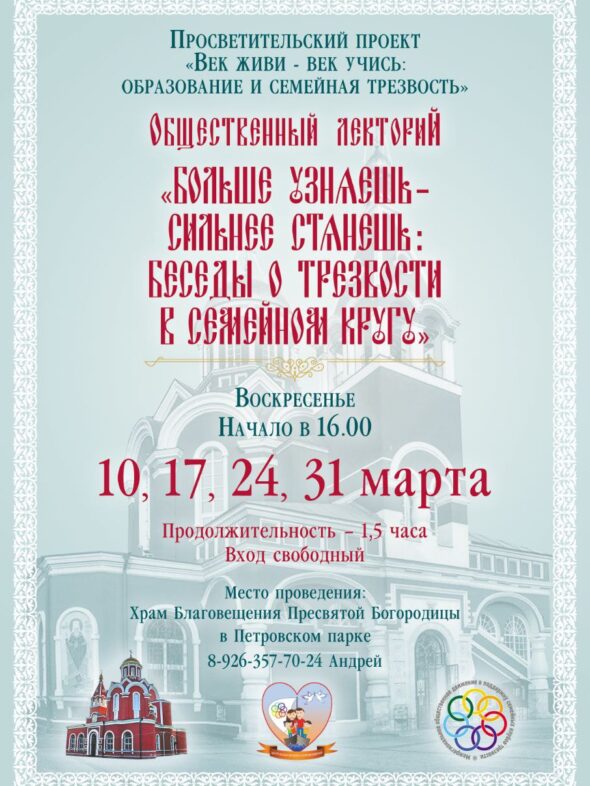 Просветительский проект
«Век живи - век учись:
образование и семейная трезвость»
Общественный лекторий
«Больше узнаешь-
сильнее станешь:
беседы о трезвости
в семейном кругу»
Воскресенье
Начало в 16.00
10, 17, 24, 31 марта
Продолжительность – 1,5 часа
Вход свободный
Место проведения:
Храм Благовещения Пресвятой Богородицы
в Петровском парке
8-926-357-70-24 Андрей